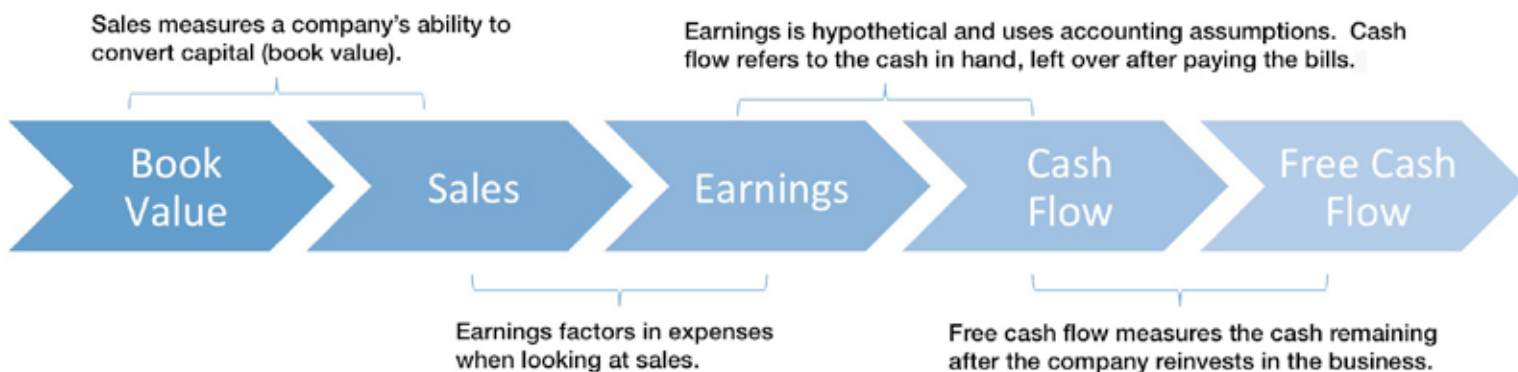 Sales measures a company's ability to
convert capital (book value).
Earnings is hypothetical and uses accounting assumptions.  Cash
flow refers to the cash in hand, left over after paying the bills.
Book
Value
Sales
Earnings
Cash
Flow
Free Cash
Flow
Earnings factors in expenses
when looking at sales.
Free cash flow measures the cash remaining
after the company reinvests in the business.